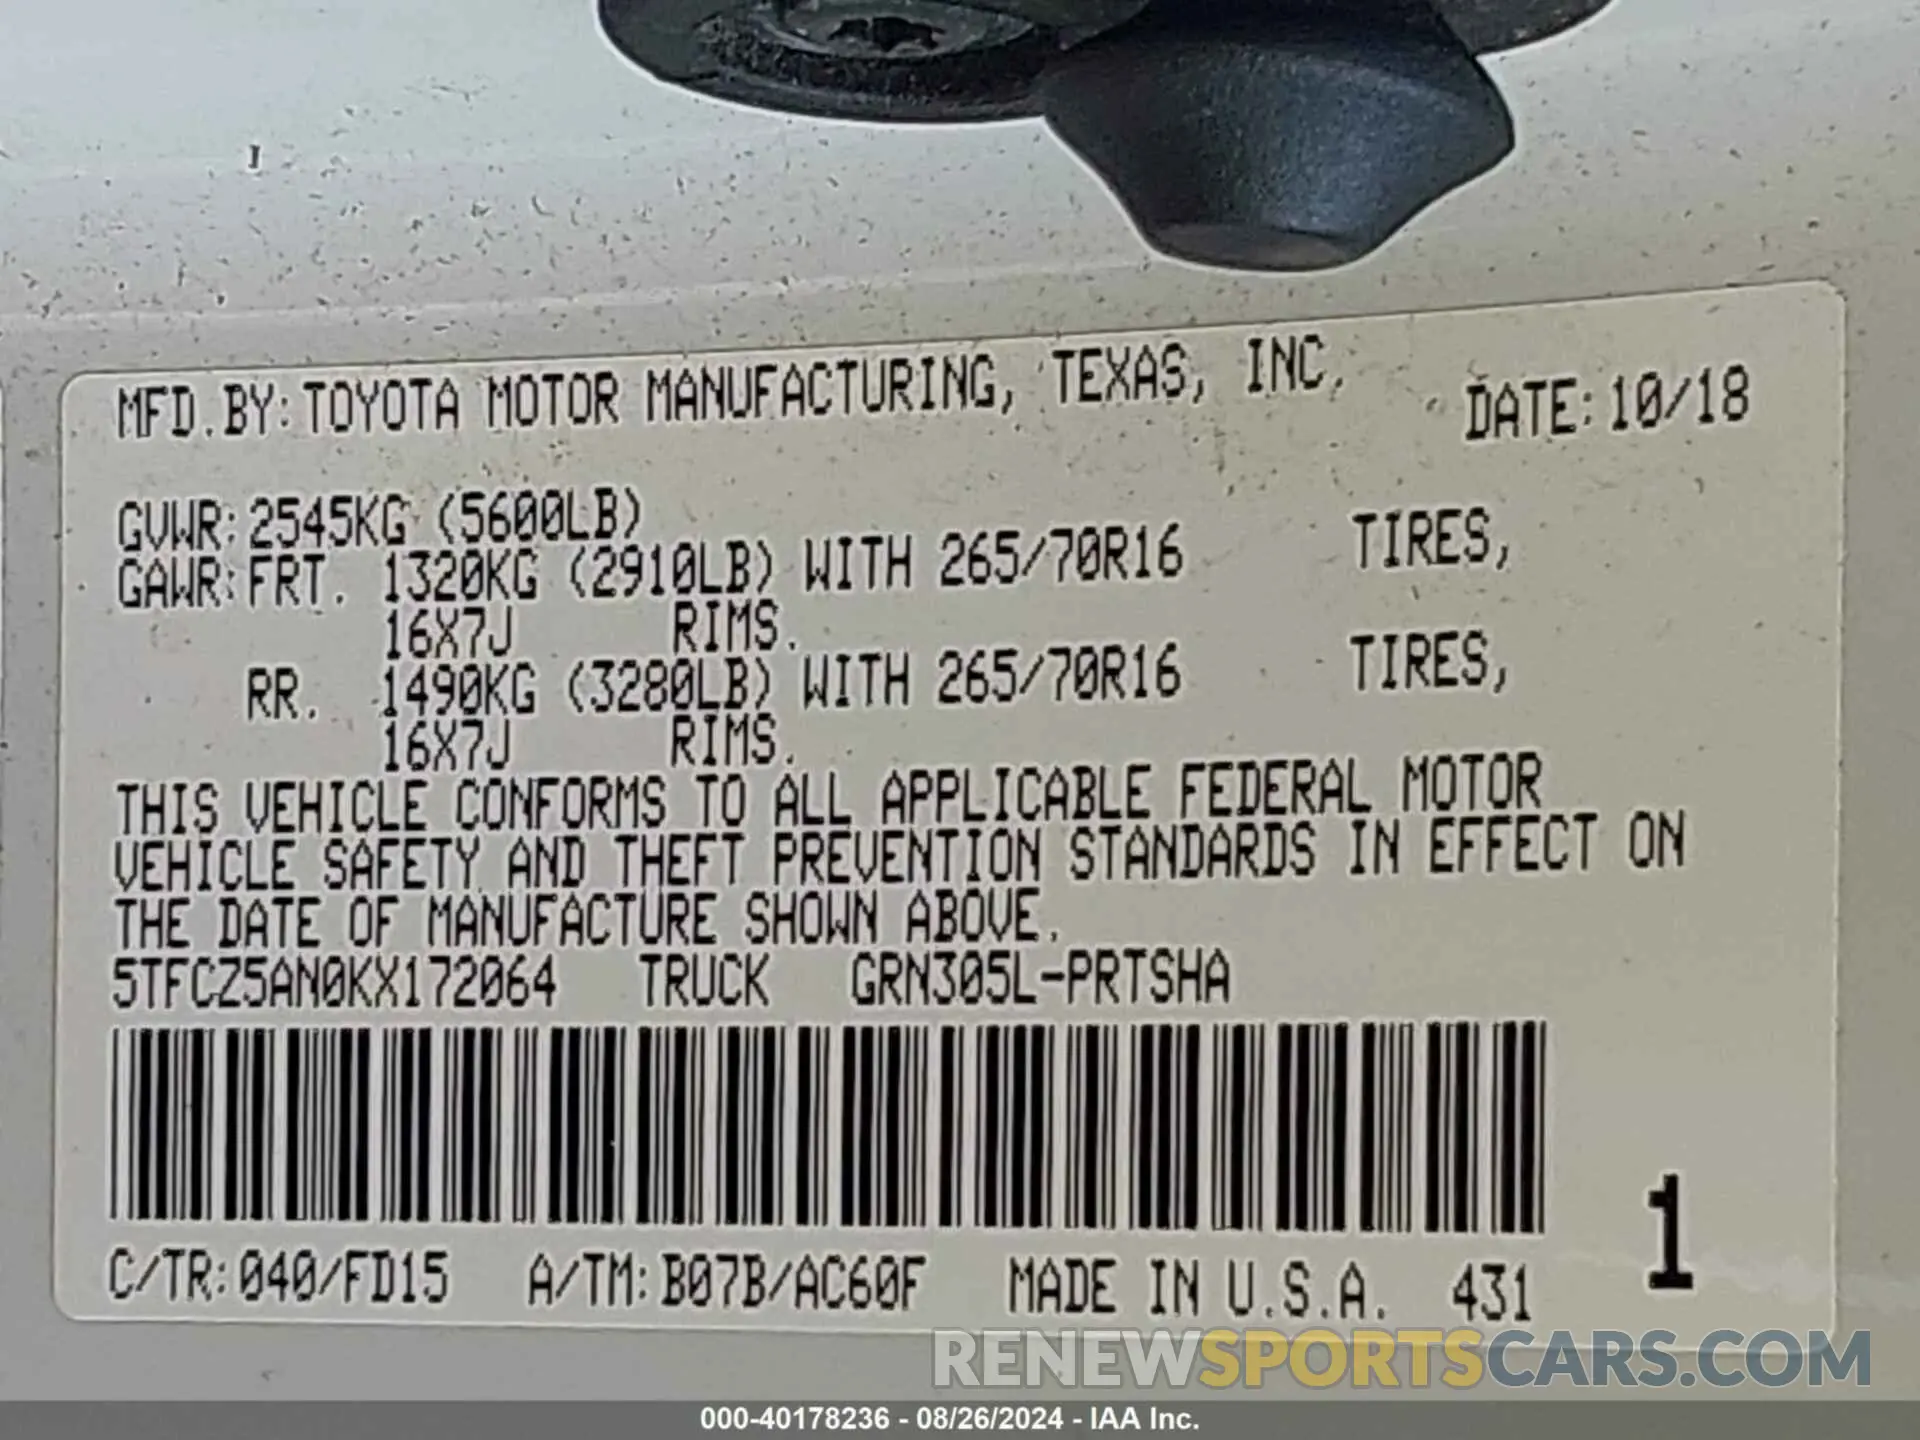 MFD.BY:TOYOTA MOTOR MANUFACTURING, TEXAS, INC. DATE:10/18
GVWR:2545KG (5600LB)
GAWR:FRT. 1320KG (2910LB) WITH 265/70R16 TIRES,
16X7J RIMS.
RR. 1490KG (3280LB) WITH 265/70R16 TIRES,
16X7J RIMS.
THIS VEHICLE CONFORMS TO ALL APPLICABLE FEDERAL MOTOR
VEHICLE SAFETY AND THEFT PREVENTION STANDARDS IN EFFECT ON
THE DATE OF MANUFACTURE SHOWN ABOVE.
5TFCZ5AN0KX172064 TRUCK GRN305L-PRTSHA
1
C/TR:040/FD15 A/TM:B07B/AC60F MADE IN U.S.A. 431
RENEWSPORTSCARS.COM
000-40178236 - 08/26/2024 - IAA Inc.